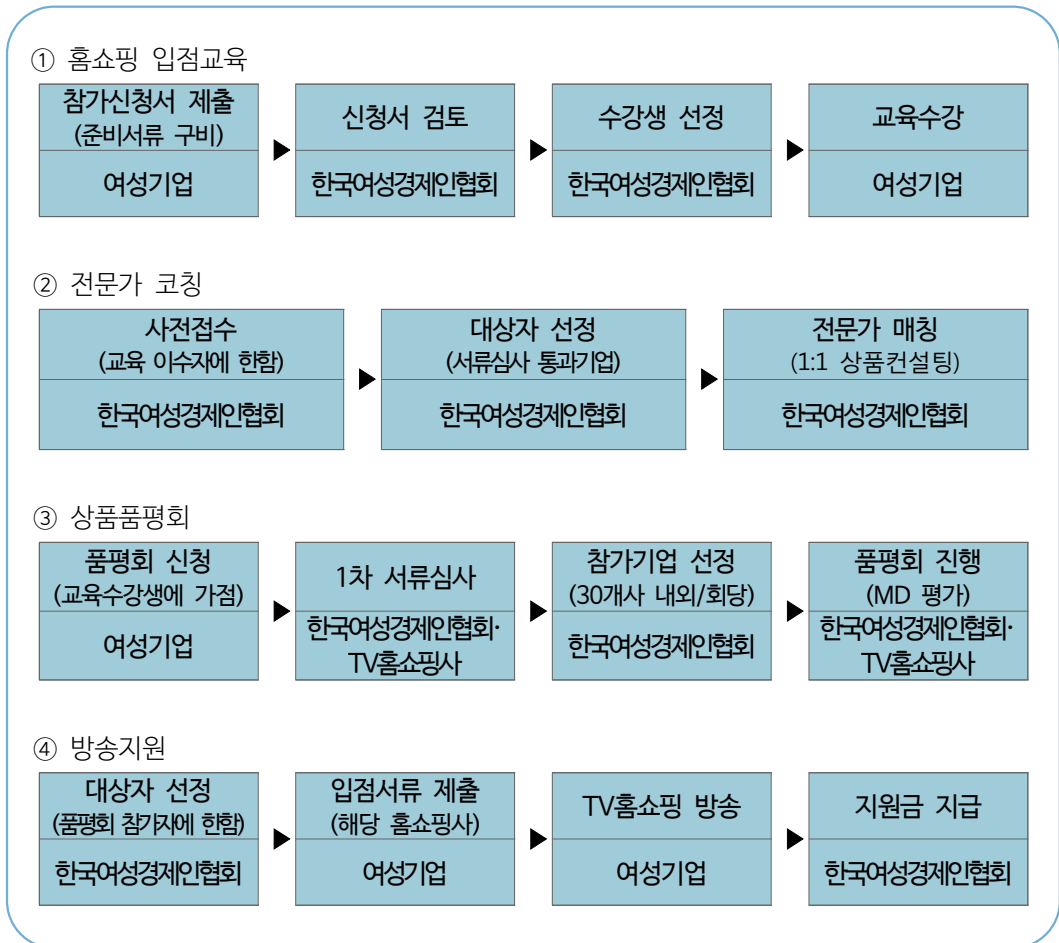 ① 홈쇼핑 입점교육
참가신청서 제출
(준비서류 구비)
여성기업
신청서 검토
한국여성경제인협회
수강생 선정
한국여성경제인협회
교육수강
여성기업
② 전문가 코칭
사전접수
(교육 이수자에 한함)
한국여성경제인협회
대상자 선정
(서류심사 통과기업)
한국여성경제인협회
전문가 매칭
(1:1 상품컨설팅)
한국여성경제인협회
③ 상품품평회
품평회 신청
(교육수강생에 가점)
여성기업
1차 서류심사
한국여성경제인협회·
TV홈쇼핑사
참가기업 선정
(30개사 내외/회당)
한국여성경제인협회
품평회 진행
(MD 평가)
한국여성경제인협회·
TV홈쇼핑사
④ 방송지원
대상자 선정
(품평회 참가자에 한함)
한국여성경제인협회
입점서류 제출
(해당 홈쇼핑사)
여성기업
TV홈쇼핑 방송
여성기업
지원금 지급
한국여성경제인협회